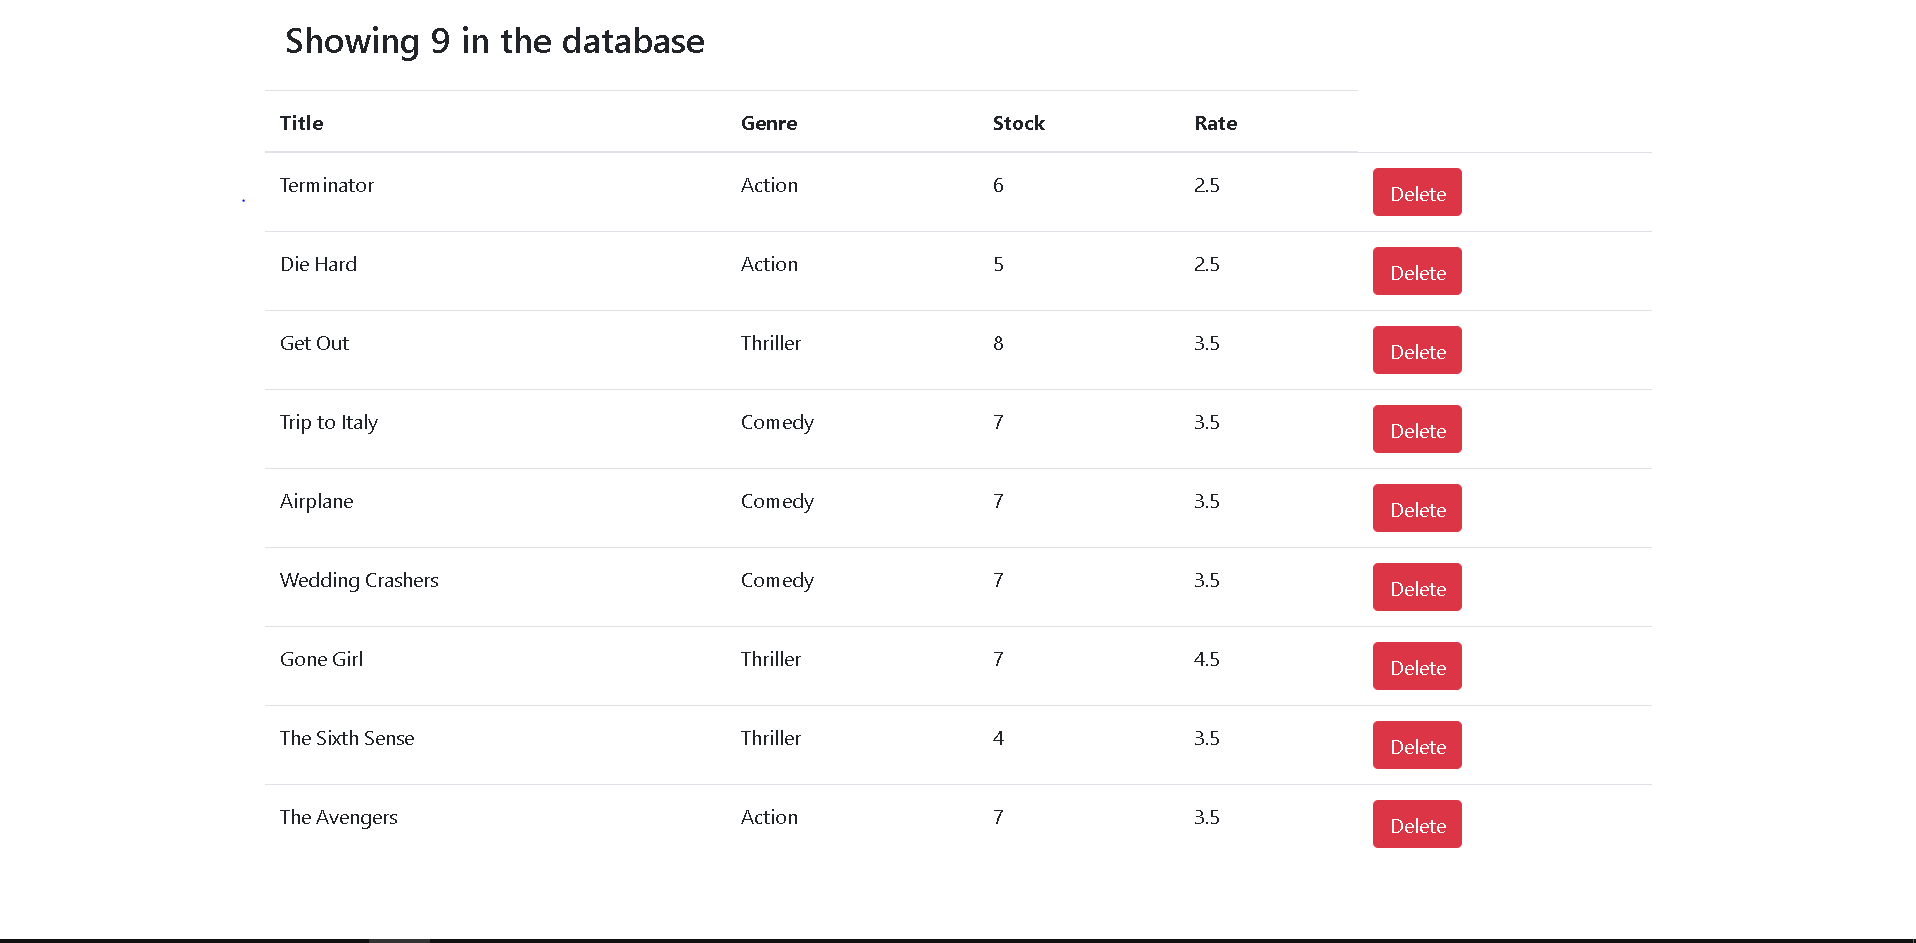 Showing 9 in the database
Title Genre Stock Rate
Terminator Action 6 2.5 Delete
Die Hard Action 5 2.5 Delete
Get Out Thriller 8 3.5 Delete
Trip to Italy Comedy 7 3.5 Delete
Airplane Comedy 7 3.5 Delete
Wedding Crashers Comedy 7 3.5 Delete
Gone Girl Thriller 7 4.5 Delete
The Sixth Sense Thriller 4 3.5 Delete
The Avengers Action 7 3.5 Delete